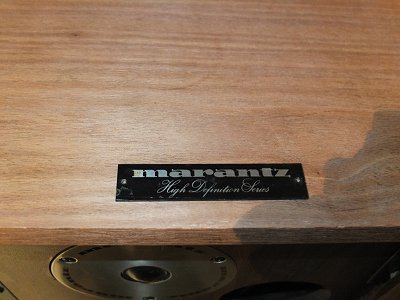 marantz
High Definition Series